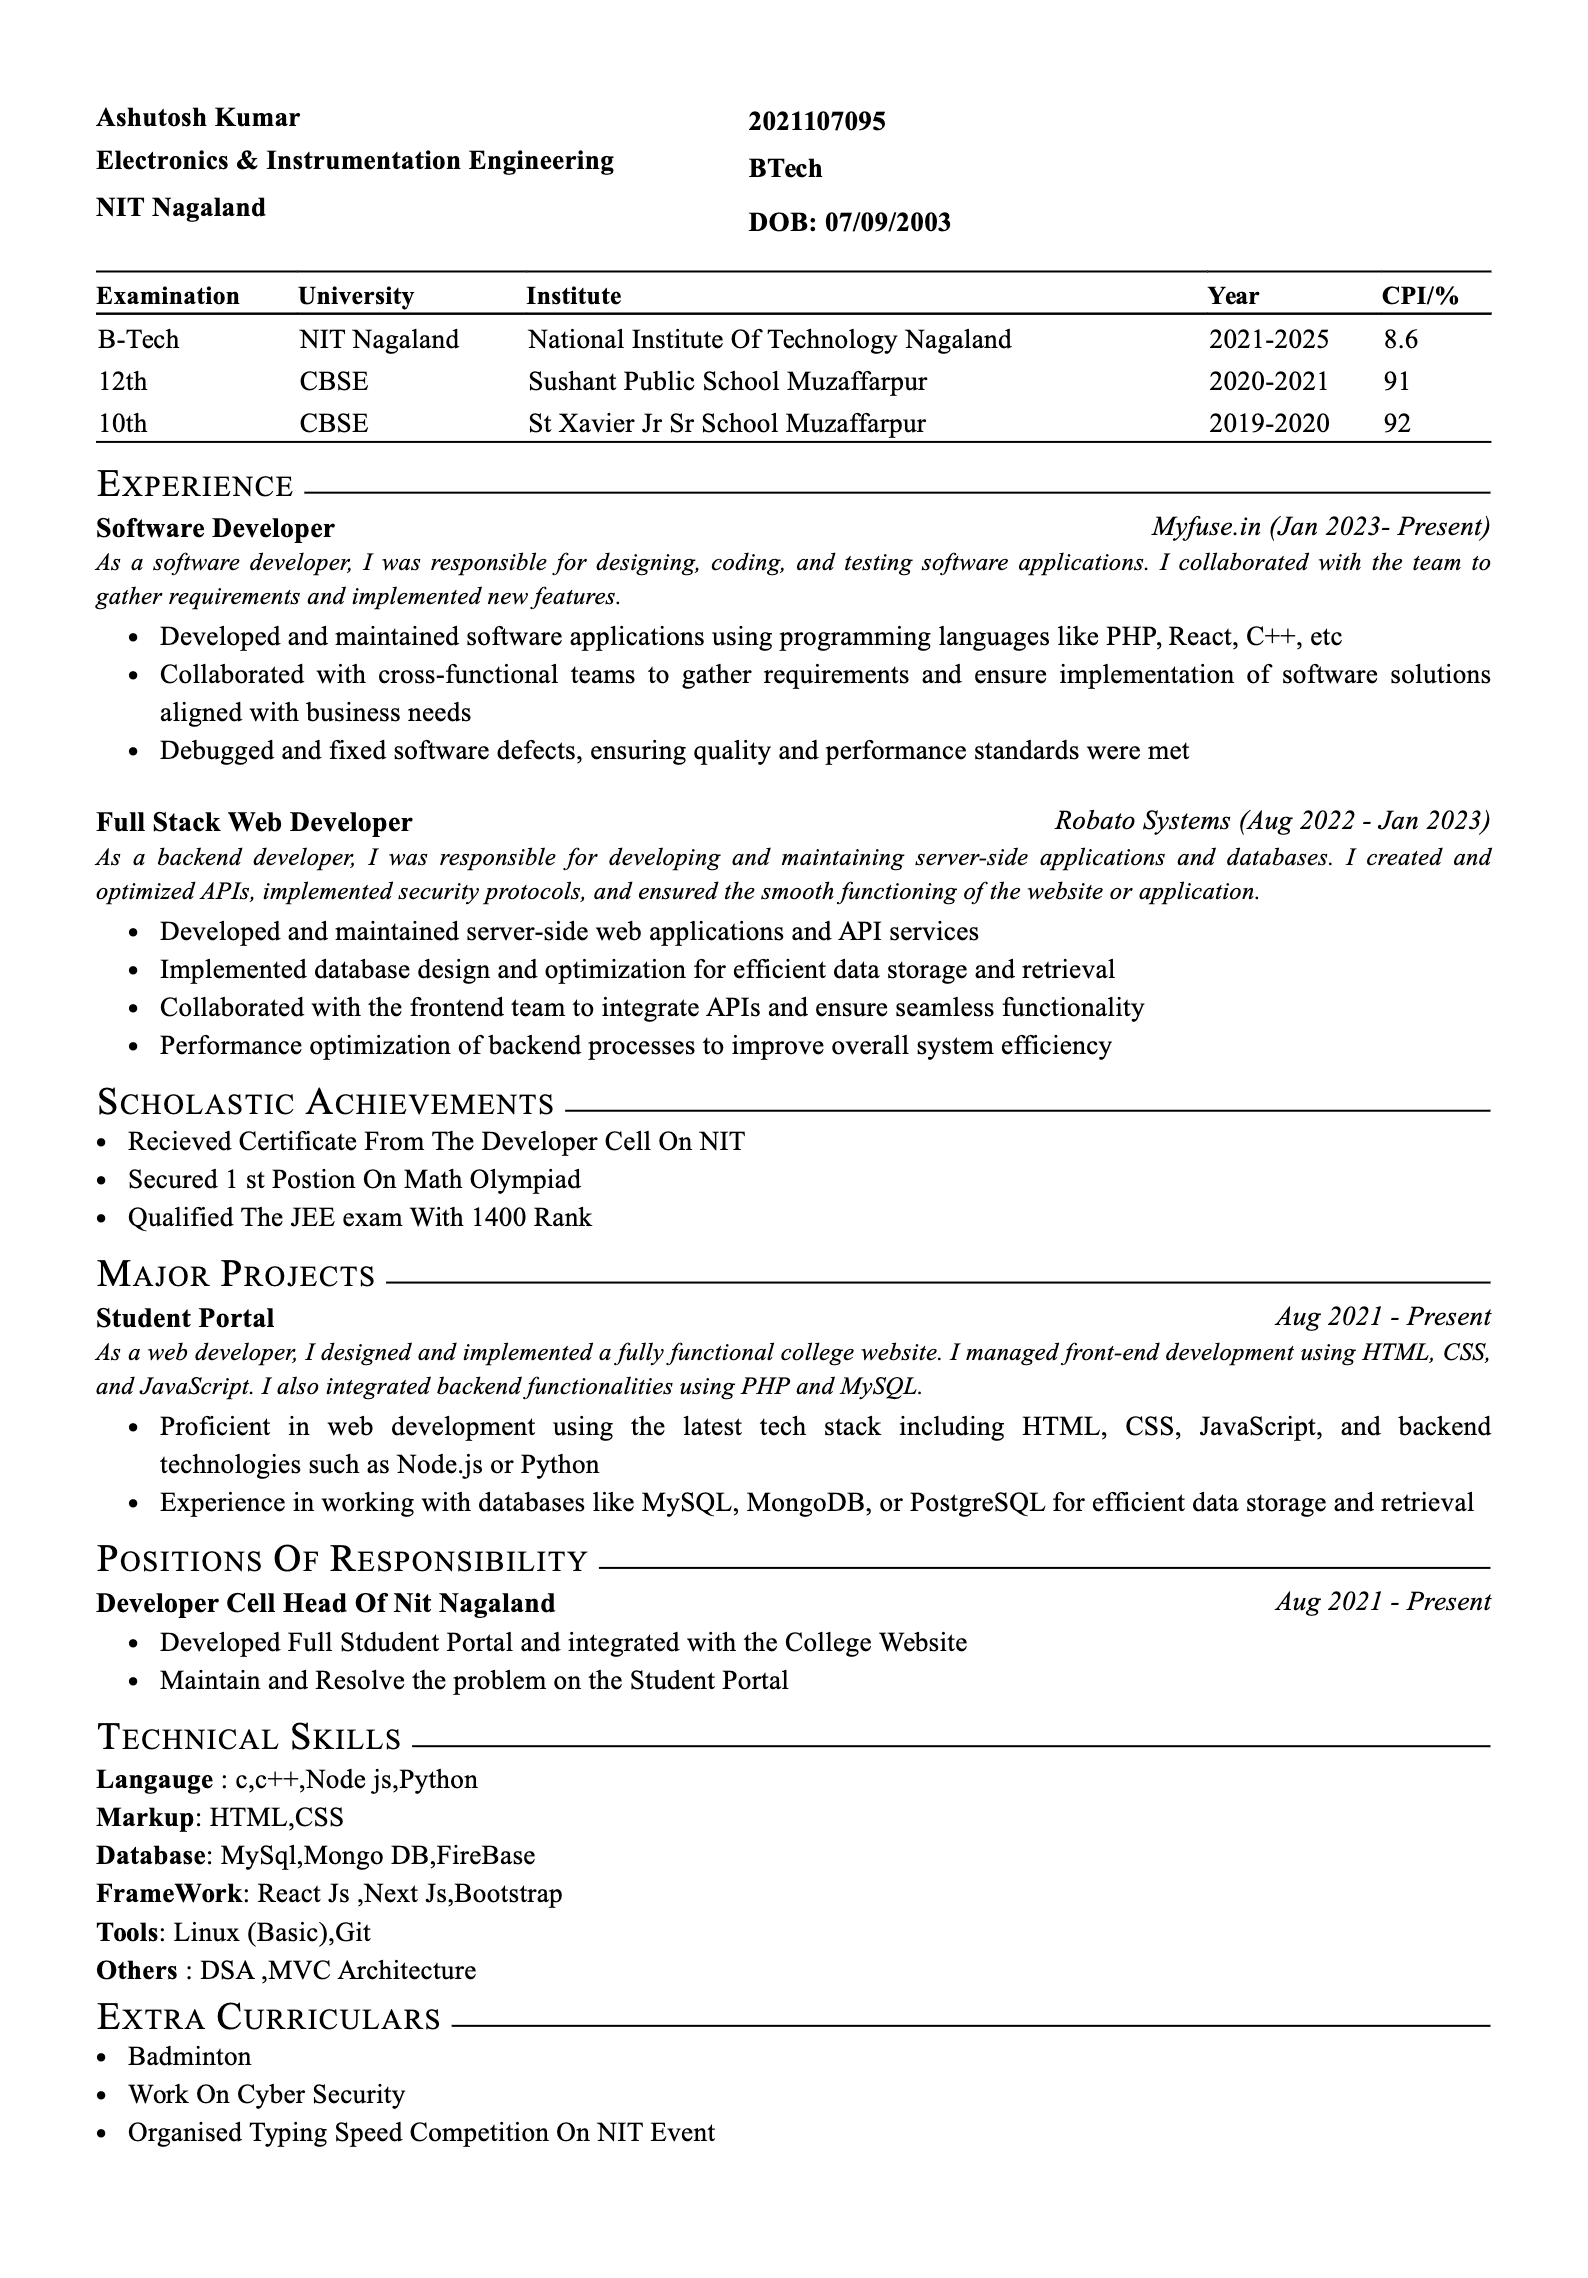 Ashutosh Kumar
2021107095
Electronics & Instrumentation Engineering
BTech
NIT Nagaland
DOB: 07/09/2003
Examination University Institute Year CPI/%
B-Tech NIT Nagaland National Institute Of Technology Nagaland 2021-2025 8.6
12th CBSE Sushant Public School Muzaffarpur 2020-2021 91
10th CBSE St Xavier Jr Sr School Muzaffarpur 2019-2020 92
EXPERIENCE
Software Developer Myfuse.in (Jan 2023- Present)
As a software developer, I was responsible for designing, coding, and testing software applications. I collaborated with the team to
gather requirements and implemented new features.
• Developed and maintained software applications using programming languages like PHP, React, C++, etc
• Collaborated with cross-functional teams to gather requirements and ensure implementation of software solutions
aligned with business needs
• Debugged and fixed software defects, ensuring quality and performance standards were met
Full Stack Web Developer Robato Systems (Aug 2022 - Jan 2023)
As a backend developer, I was responsible for developing and maintaining server-side applications and databases. I created and
optimized APIs, implemented security protocols, and ensured the smooth functioning of the website or application.
• Developed and maintained server-side web applications and API services
• Implemented database design and optimization for efficient data storage and retrieval
• Collaborated with the frontend team to integrate APIs and ensure seamless functionality
• Performance optimization of backend processes to improve overall system efficiency
SCHOLASTIC ACHIEVEMENTS
• Recieved Certificate From The Developer Cell On NIT
• Secured 1 st Postion On Math Olympiad
• Qualified The JEE exam With 1400 Rank
MAJOR PROJECTS
Student Portal Aug 2021 - Present
As a web developer, I designed and implemented a fully functional college website. I managed front-end development using HTML, CSS,
and JavaScript. I also integrated backend functionalities using PHP and MySQL.
• Proficient in web development using the latest tech stack including HTML, CSS, JavaScript, and backend
technologies such as Node.js or Python
• Experience in working with databases like MySQL, MongoDB, or PostgreSQL for efficient data storage and retrieval
POSITIONS OF RESPONSIBILITY
Developer Cell Head Of Nit Nagaland Aug 2021 - Present
• Developed Full Stdudent Portal and integrated with the College Website
• Maintain and Resolve the problem on the Student Portal
TECHNICAL SKILLS
Langauge : c,c++,Node js,Python
Markup: HTML,CSS
Database: MySql,Mongo DB,FireBase
FrameWork: React Js ,Next Js,Bootstrap
Tools: Linux (Basic),Git
Others : DSA ,MVC Architecture
EXTRA CURRICULARS
• Badminton
• Work On Cyber Security
• Organised Typing Speed Competition On NIT Event